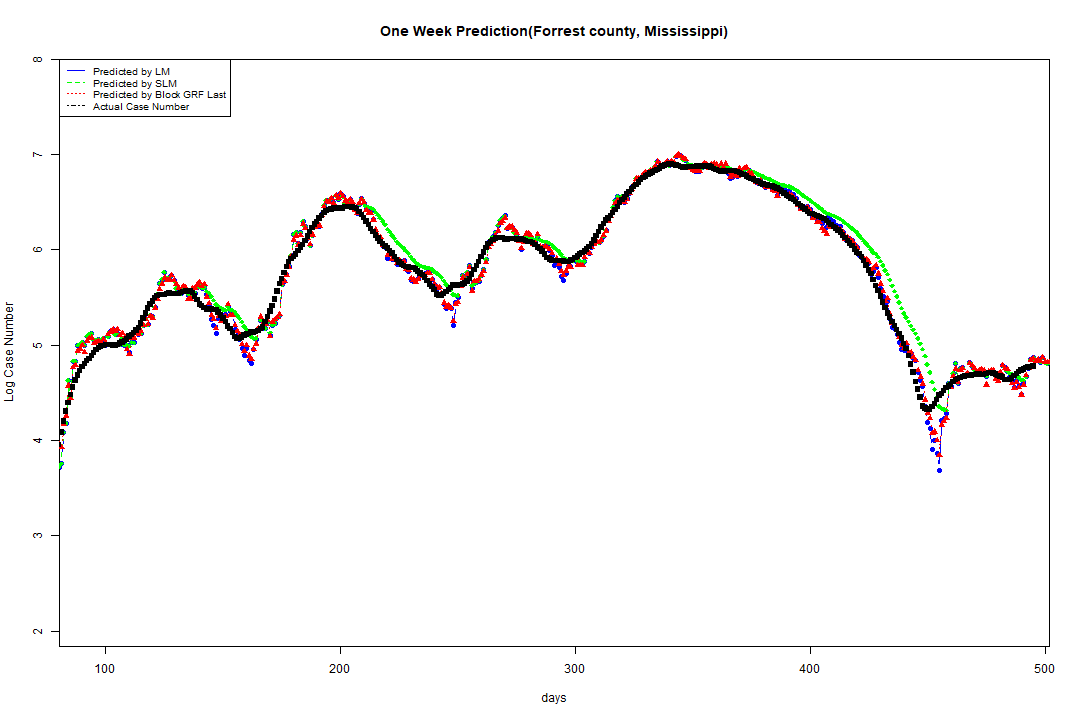 One Week Prediction(Forrest county, Mississippi)
Predicted by LM
Predicted by SLM
Predicted by Block GRF Last
Actual Case Number
8
7
6
5
4
3
2
Log Case Number
100 200 300 400 500
days